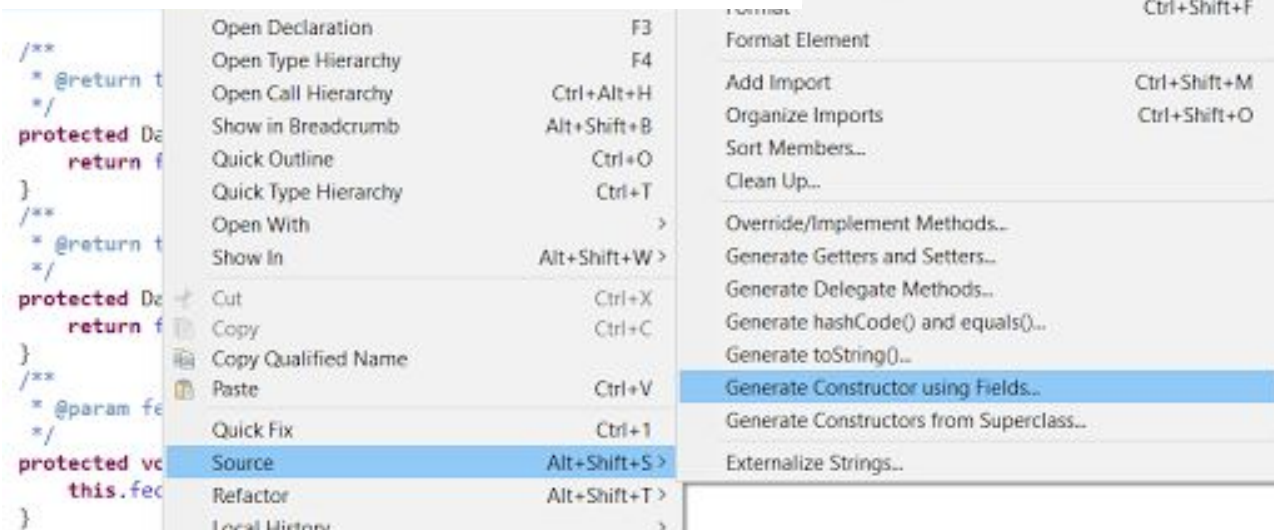 /**
* @return t
*/
protected Da
return f
}
/**
* @return t
*/
protected Da
return f
}
/**
* @param fe
*/
protected vo
this.fec
}
Open Declaration F3
Open Type Hierarchy F4
Open Call Hierarchy Ctrl+Alt+H
Show in Breadcrumb Alt+Shift+B
Quick Outline Ctrl+O
Quick Type Hierarchy Ctrl+T
Open With >
Show In Alt+Shift+W >
Cut Ctrl+X
Copy Ctrl+C
Copy Qualified Name
Paste Ctrl+V
Quick Fix Ctrl+1
Source Alt+Shift+S >
Refactor Alt+Shift+T >
Local History >
Format Ctrl+Shift+F
Format Element
Add Import Ctrl+Shift+M
Organize Imports Ctrl+Shift+O
Sort Members...
Clean Up...
Override/Implement Methods...
Generate Getters and Setters...
Generate Delegate Methods...
Generate hashCode() and equals()...
Generate toString()...
Generate Constructor using Fields...
Generate Constructors from Superclass...
Externalize Strings...